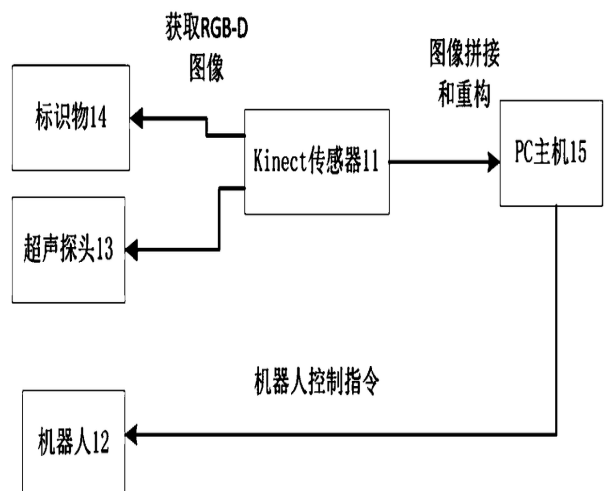 获取RGB-D
图像
图像拼接
和重构
标识物14
Kinect传感器11
PC主机15
超声探头13
机器人控制指令
机器人12